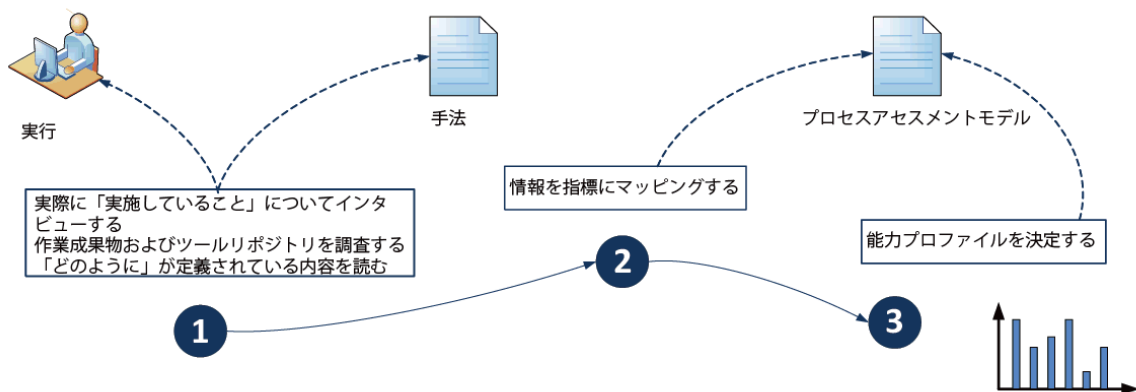 実行
手法
プロセスアセスメントモデル
実際に「実施していること」についてインタ
ビューする
作業成果物およびツールリポジトリを調査する
「どのように」が定義されている内容を読む
情報を指標にマッピングする
能力プロファイルを決定する
1
2
3